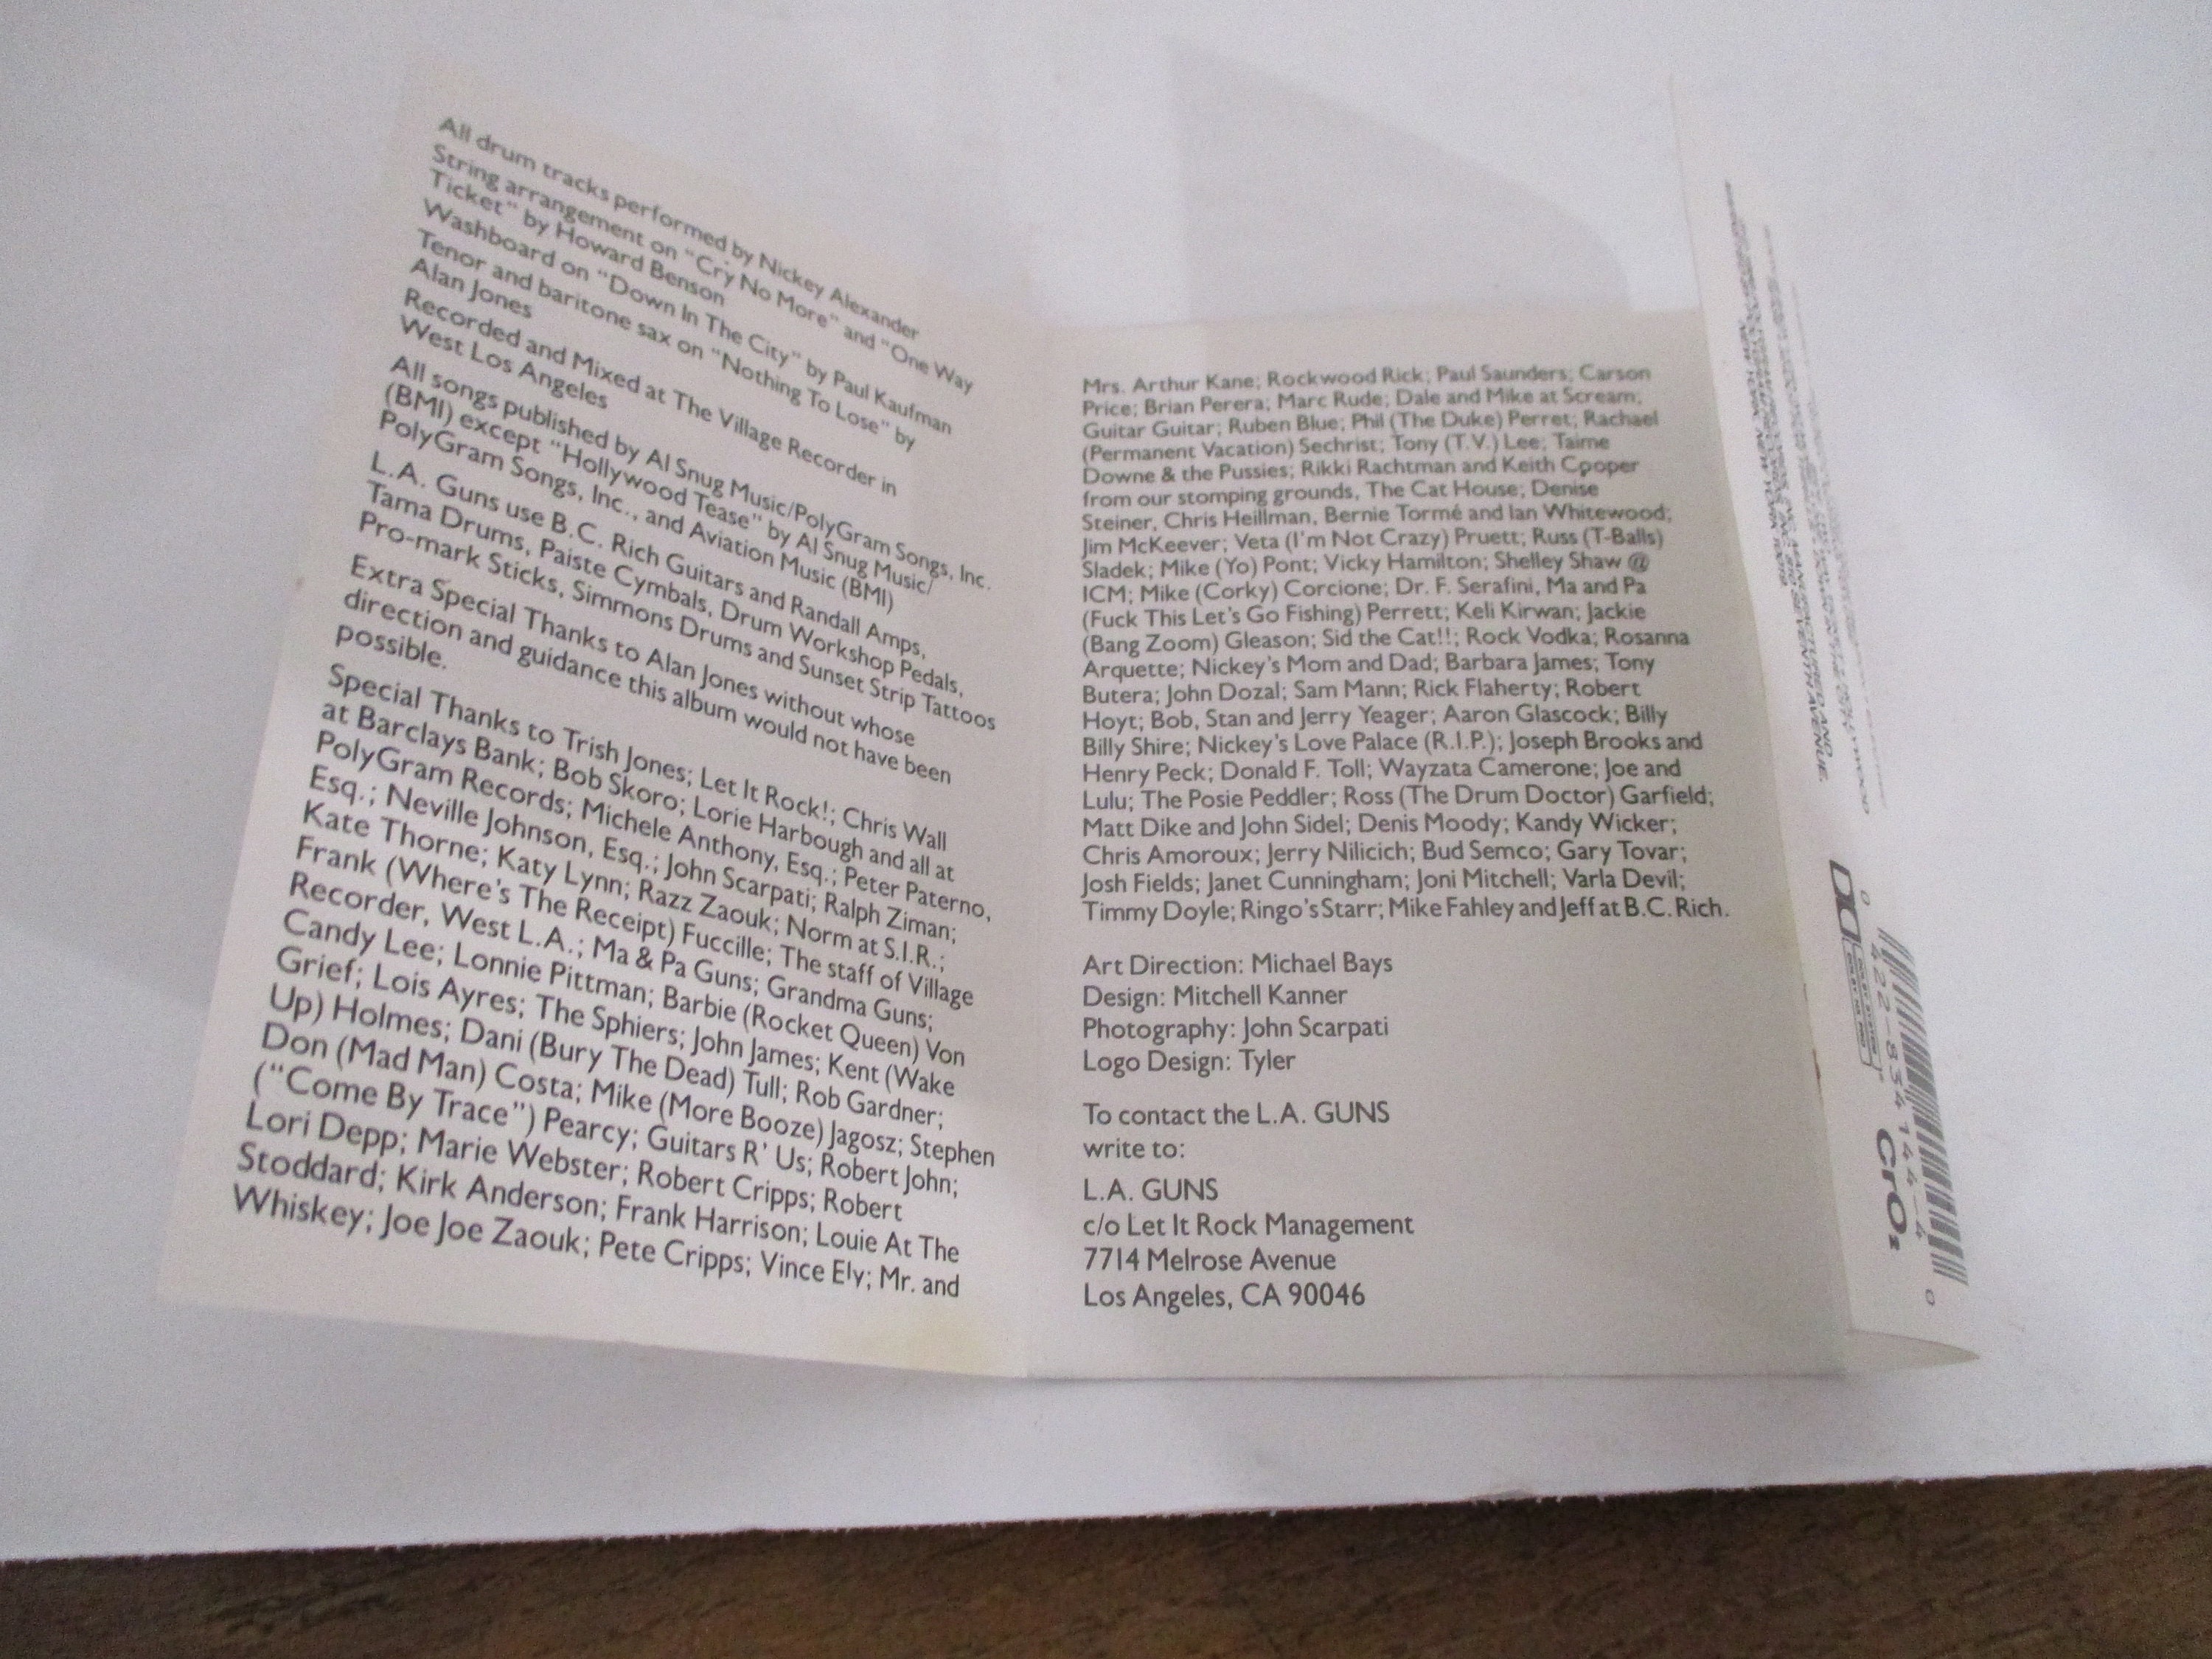 All drum tracks performed by Nickey Alexander
String arrangement on "Cry No More" and "One Way
Ticket" by Howard Benson
Washboard on "Down In The City" by Paul Kaufman
Tenor and baritone sax on "Nothing To Lose" by
Alan Jones
Recorded and Mixed at The Village Recorder in
West Los Angeles
All songs published by Al Snug Music/PolyGram Songs, Inc.
(BMI) except "Hollywood Tease" by Al Snug Music/
PolyGram Songs, Inc., and Aviation Music (BMI)
L.A. Guns use B.C. Rich Guitars and Randall Amps,
Tama Drums, Paiste Cymbals, Drum Workshop Pedals,
Pro-mark Sticks, Simmons Drums and Sunset Strip Tattoos
Extra Special Thanks to Alan Jones without whose
direction and guidance this album would not have been
possible.
Special Thanks to Trish Jones; Let It Rock!; Chris Wall
at Barclays Bank; Bob Skoro; Lorie Harbough and all at
PolyGram Records; Michele Anthony, Esq.; Peter Paterno,
Esq.; Neville Johnson, Esq.; John Scarpati; Ralph Ziman;
Kate Thorne; Katy Lynn; Razz Zaouk; Norm at S.I.R.;
Frank (Where's The Receipt) Fuccille; The staff of Village
Recorder, West L.A.; Ma & Pa Guns; Grandma Guns;
Candy Lee; Lonnie Pittman; Barbie (Rocket Queen) Von
Grief; Lois Ayres; The Sphiers; John James; Kent (Wake
Up) Holmes; Dani (Bury The Dead) Tull; Rob Gardner;
Don (Mad Man) Costa; Mike (More Booze) Jagosz; Stephen
("Come By Trace") Pearcy; Guitars R' Us; Robert John;
Lori Depp; Marie Webster; Robert Cripps; Robert
Stoddard; Kirk Anderson; Frank Harrison; Louie At The
Whiskey; Joe Joe Zaouk; Pete Cripps; Vince Ely; Mr. and
Mrs. Arthur Kane; Rockwood Rick; Paul Saunders; Carson
Price; Brian Perera; Marc Rude; Dale and Mike at Scream;
Guitar Guitar; Ruben Blue; Phil (The Duke) Perret; Rachael
(Permanent Vacation) Sechrist; Tony (T.V.) Lee; Taime
Downe & the Pussies; Rikki Rachtman and Keith Cooper
from our stomping grounds, The Cat House; Denise
Steiner, Chris Heillman, Bernie Tormé and Ian Whitewood;
Jim McKeever; Veta (I'm Not Crazy) Pruett; Russ (T-Balls)
Sladek; Mike (Yo) Pont; Vicky Hamilton; Shelley Shaw @
ICM; Mike (Corky) Corcione; Dr. F. Serafini, Ma and Pa
(Fuck This Let's Go Fishing) Perrett; Keli Kirwan; Jackie
(Bang Zoom) Gleason; Sid the Cat!!; Rock Vodka; Rosanna
Arquette; Nickey's Mom and Dad; Barbara James; Tony
Butera; John Dozal; Sam Mann; Rick Flaherty; Robert
Hoyt; Bob, Stan and Jerry Yeager; Aaron Glascock; Billy
Billy Shire; Nickey's Love Palace (R.I.P.); Joseph Brooks and
Henry Peck; Donald F. Toll; Wayzata Camerone; Joe and
Lulu; The Posie Peddler; Ross (The Drum Doctor) Garfield;
Matt Dike and John Sidel; Denis Moody; Kandy Wicker;
Chris Amoroux; Jerry Nilicich; Bud Semco; Gary Tovar;
Josh Fields; Janet Cunningham; Joni Mitchell; Varla Devil;
Timmy Doyle; Ringo's Starr; Mike Fahley and Jeff at B.C. Rich.
Art Direction: Michael Bays
Design: Mitchell Kanner
Photography: John Scarpati
Logo Design: Tyler
To contact the L.A. GUNS
write to:
L.A. GUNS
c/o Let It Rock Management
7714 Melrose Avenue
Los Angeles, CA 90046
0 422-834 144-4 0
CrO₂